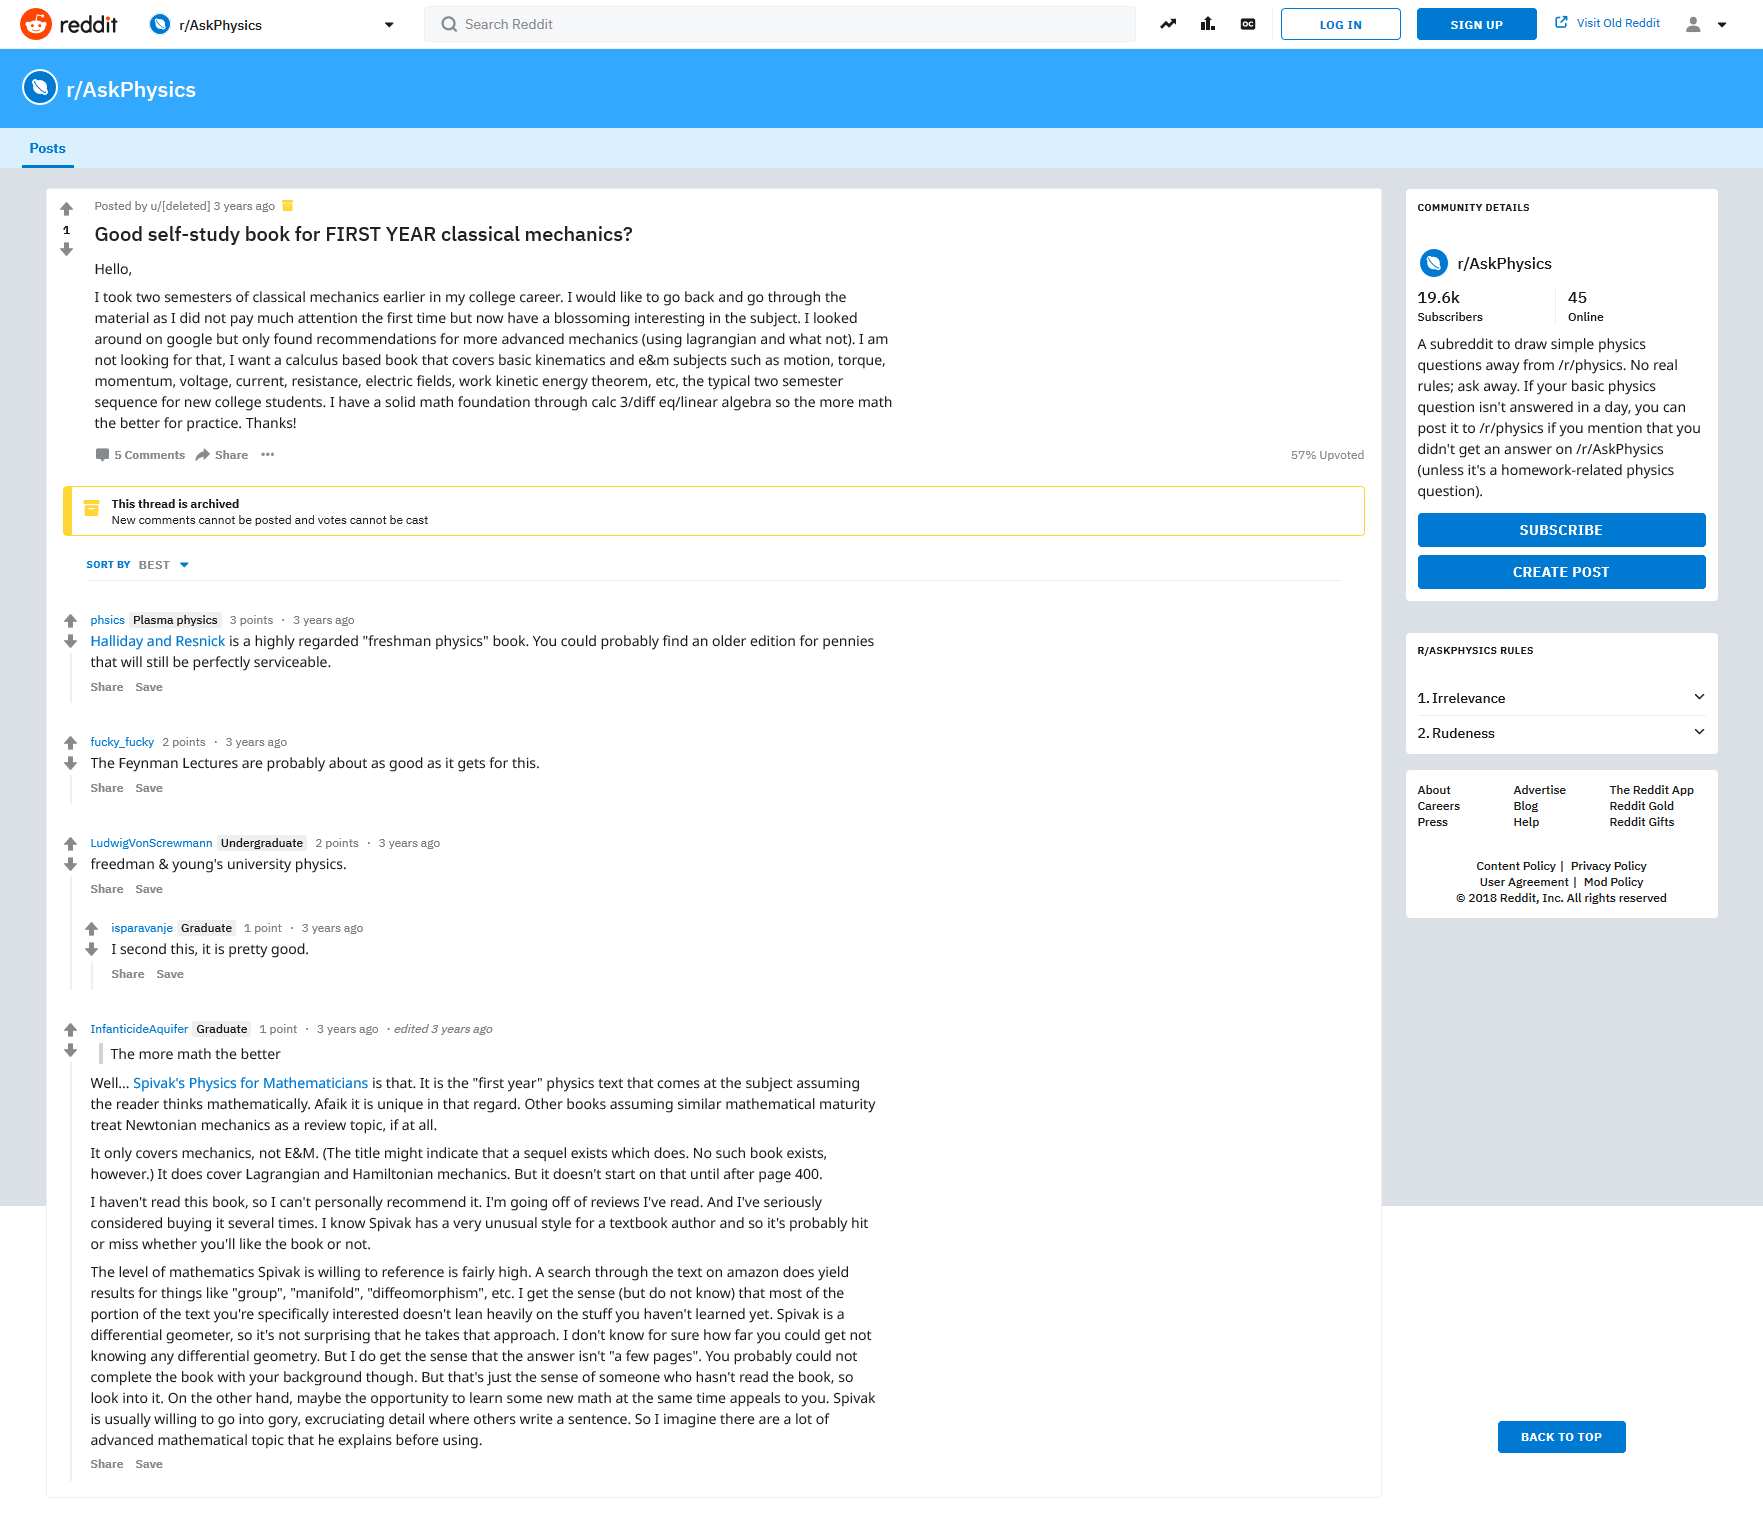 reddit
r/AskPhysics
Search Reddit
OC
LOG IN
SIGN UP
Visit Old Reddit
r/AskPhysics
Posts
1
Posted by u/[deleted] 3 years ago
Good self-study book for FIRST YEAR classical mechanics?
Hello,
I took two semesters of classical mechanics earlier in my college career. I would like to go back and go through the
material as I did not pay much attention the first time but now have a blossoming interesting in the subject. I looked
around on google but only found recommendations for more advanced mechanics (using lagrangian and what not). I am
not looking for that, I want a calculus based book that covers basic kinematics and e&m subjects such as motion, torque,
momentum, voltage, current, resistance, electric fields, work kinetic energy theorem, etc, the typical two semester
sequence for new college students. I have a solid math foundation through calc 3/diff eq/linear algebra so the more math
the better for practice. Thanks!
5 Comments Share ···
57% Upvoted
This thread is archived
New comments cannot be posted and votes cannot be cast
SORT BY BEST
phsics Plasma physics 3 points · 3 years ago
Halliday and Resnick is a highly regarded "freshman physics" book. You could probably find an older edition for pennies
that will still be perfectly serviceable.
Share Save
fucky_fucky 2 points · 3 years ago
The Feynman Lectures are probably about as good as it gets for this.
Share Save
LudwigVonScrewmann Undergraduate 2 points · 3 years ago
freedman & young's university physics.
Share Save
isparavanje Graduate 1 point · 3 years ago
I second this, it is pretty good.
Share Save
InfanticideAquifer Graduate 1 point · 3 years ago · edited 3 years ago
The more math the better
Well... Spivak's Physics for Mathematicians is that. It is the "first year" physics text that comes at the subject assuming
the reader thinks mathematically. Afaik it is unique in that regard. Other books assuming similar mathematical maturity
treat Newtonian mechanics as a review topic, if at all.
It only covers mechanics, not E&M. (The title might indicate that a sequel exists which does. No such book exists,
however.) It does cover Lagrangian and Hamiltonian mechanics. But it doesn't start on that until after page 400.
I haven't read this book, so I can't personally recommend it. I'm going off of reviews I've read. And I've seriously
considered buying it several times. I know Spivak has a very unusual style for a textbook author and so it's probably hit
or miss whether you'll like the book or not.
The level of mathematics Spivak is willing to reference is fairly high. A search through the text on amazon does yield
results for things like "group", "manifold", "diffeomorphism", etc. I get the sense (but do not know) that most of the
portion of the text you're specifically interested doesn't lean heavily on the stuff you haven't learned yet. Spivak is a
differential geometer, so it's not surprising that he takes that approach. I don't know for sure how far you could get not
knowing any differential geometry. But I do get the sense that the answer isn't "a few pages". You probably could not
complete the book with your background though. But that's just the sense of someone who hasn't read the book, so
look into it. On the other hand, maybe the opportunity to learn some new math at the same time appeals to you. Spivak
is usually willing to go into gory, excruciating detail where others write a sentence. So I imagine there are a lot of
advanced mathematical topic that he explains before using.
Share Save
COMMUNITY DETAILS
r/AskPhysics
19.6k
Subscribers
45
Online
A subreddit to draw simple physics
questions away from /r/physics. No real
rules; ask away. If your basic physics
question isn't answered in a day, you can
post it to /r/physics if you mention that you
didn't get an answer on /r/AskPhysics
(unless it's a homework-related physics
question).
SUBSCRIBE
CREATE POST
R/ASKPHYSICS RULES
1. Irrelevance
2. Rudeness
About Advertise The Reddit App
Careers Blog Reddit Gold
Press Help Reddit Gifts
Content Policy | Privacy Policy
User Agreement | Mod Policy
© 2018 Reddit, Inc. All rights reserved
BACK TO TOP